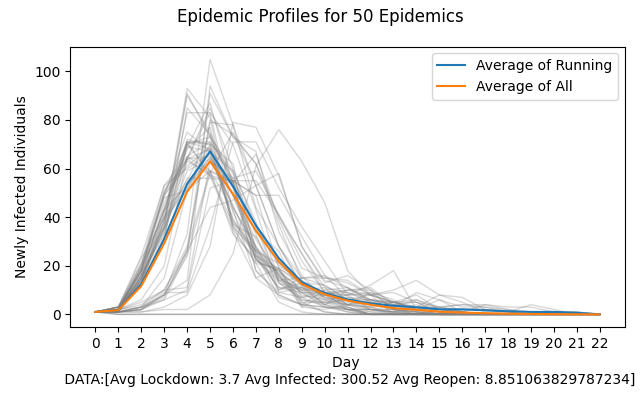 Epidemic Profiles for 50 Epidemics
Average of Running
Average of All
Newly Infected Individuals
100
80
60
40
20
0
0 1 2 3 4 5 6 7 8 9 10 11 12 13 14 15 16 17 18 19 20 21 22
Day
DATA:[Avg Lockdown: 3.7 Avg Infected: 300.52 Avg Reopen: 8.851063829787234]